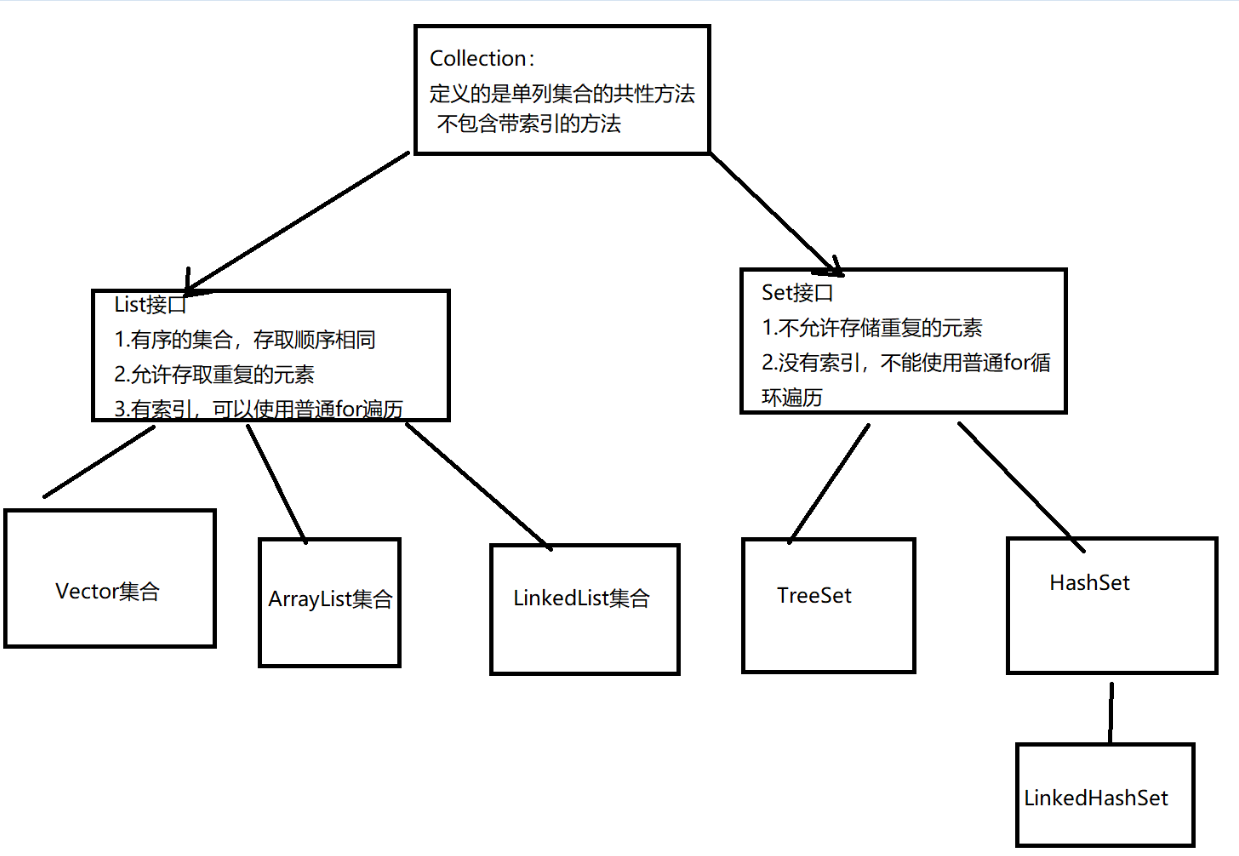 Collection：
定义的是单列集合的共性方法
不包含带索引的方法
List接口
1.有序的集合，存取顺序相同
2.允许存取重复的元素
3.有索引，可以使用普通for遍历
Set接口
1.不允许存储重复的元素
2.没有索引，不能使用普通for循
环遍历
Vector集合
ArrayList集合
LinkedList集合
TreeSet
HashSet
LinkedHashSet